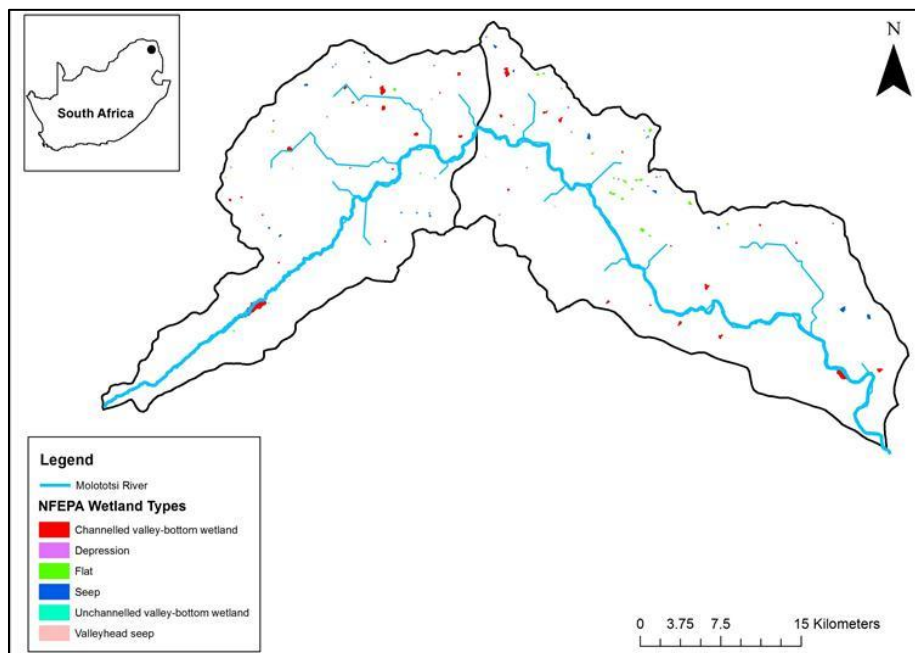 N
South Africa
Legend
Molototsi River
NFEPA Wetland Types
Channelled valley-bottom wetland
Depression
Flat
Seep
Unchannelled valley-bottom wetland
Valleyhead seep
0 3.75 7.5 15 Kilometers